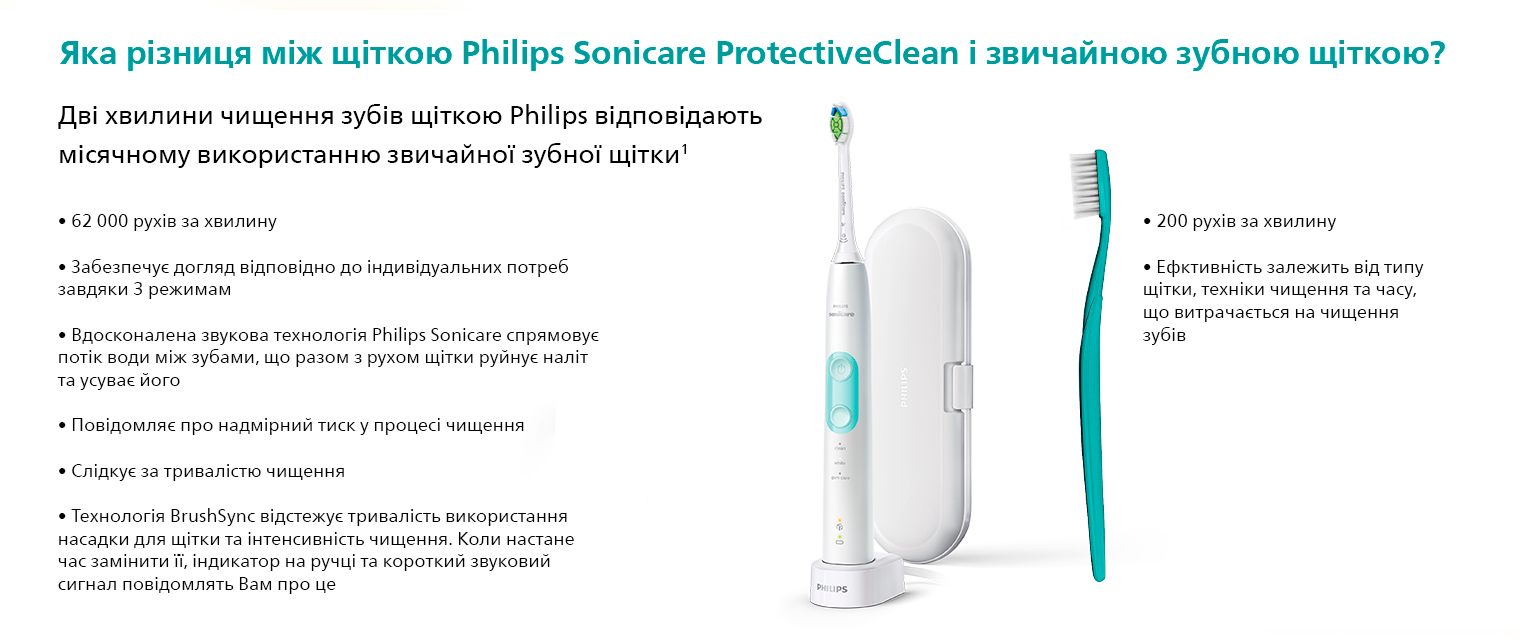 Яка різниця між щіткою Philips Sonicare ProtectiveClean і звичайною зубною щіткою?
Дві хвилини чищення зубів щіткою Philips відповідають
місячному використанню звичайної зубної щітки¹
• 62 000 рухів за хвилину
• Забезпечує догляд відповідно до індивідуальних потреб
завдяки 3 режимам
• Вдосконалена звукова технологія Philips Sonicare спрямовує
потік води між зубами, що разом з рухом щітки руйнує наліт
та усуває його
• Повідомляє про надмірний тиск у процесі чищення
• Слідкує за тривалістю чищення
• Технологія BrushSync відстежує тривалість використання
насадки для щітки та інтенсивність чищення. Коли настане
час замінити її, індикатор на ручці та короткий звуковий
сигнал повідомлять Вам про це
PHILIPS
sonicare
clean
white
gum care
PHILIPS
PHILIPS
• 200 рухів за хвилину
• Ефктивність залежить від типу
щітки, техніки чищення та часу,
що витрачається на чищення
зубів